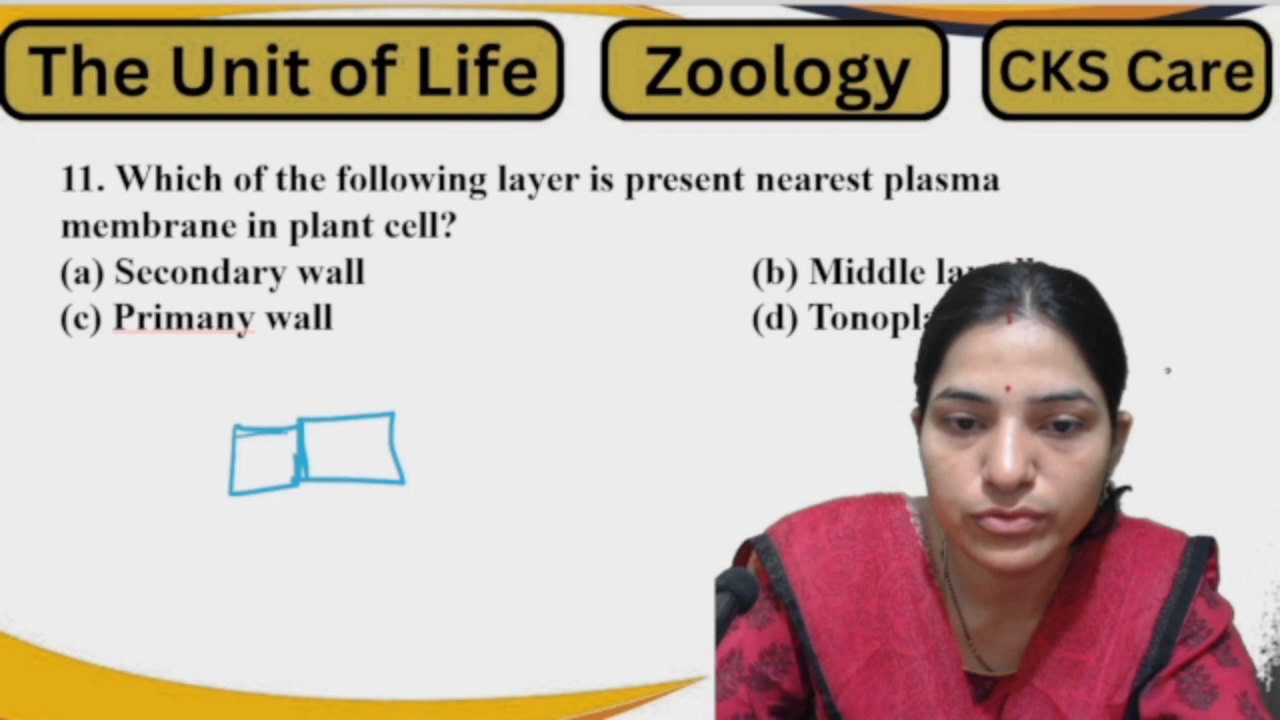 The Unit of Life
Zoology
CKS Care
11. Which of the following layer is present nearest plasma
membrane in plant cell?
(a) Secondary wall
(b) Middle
(c) Primany wall
(d)